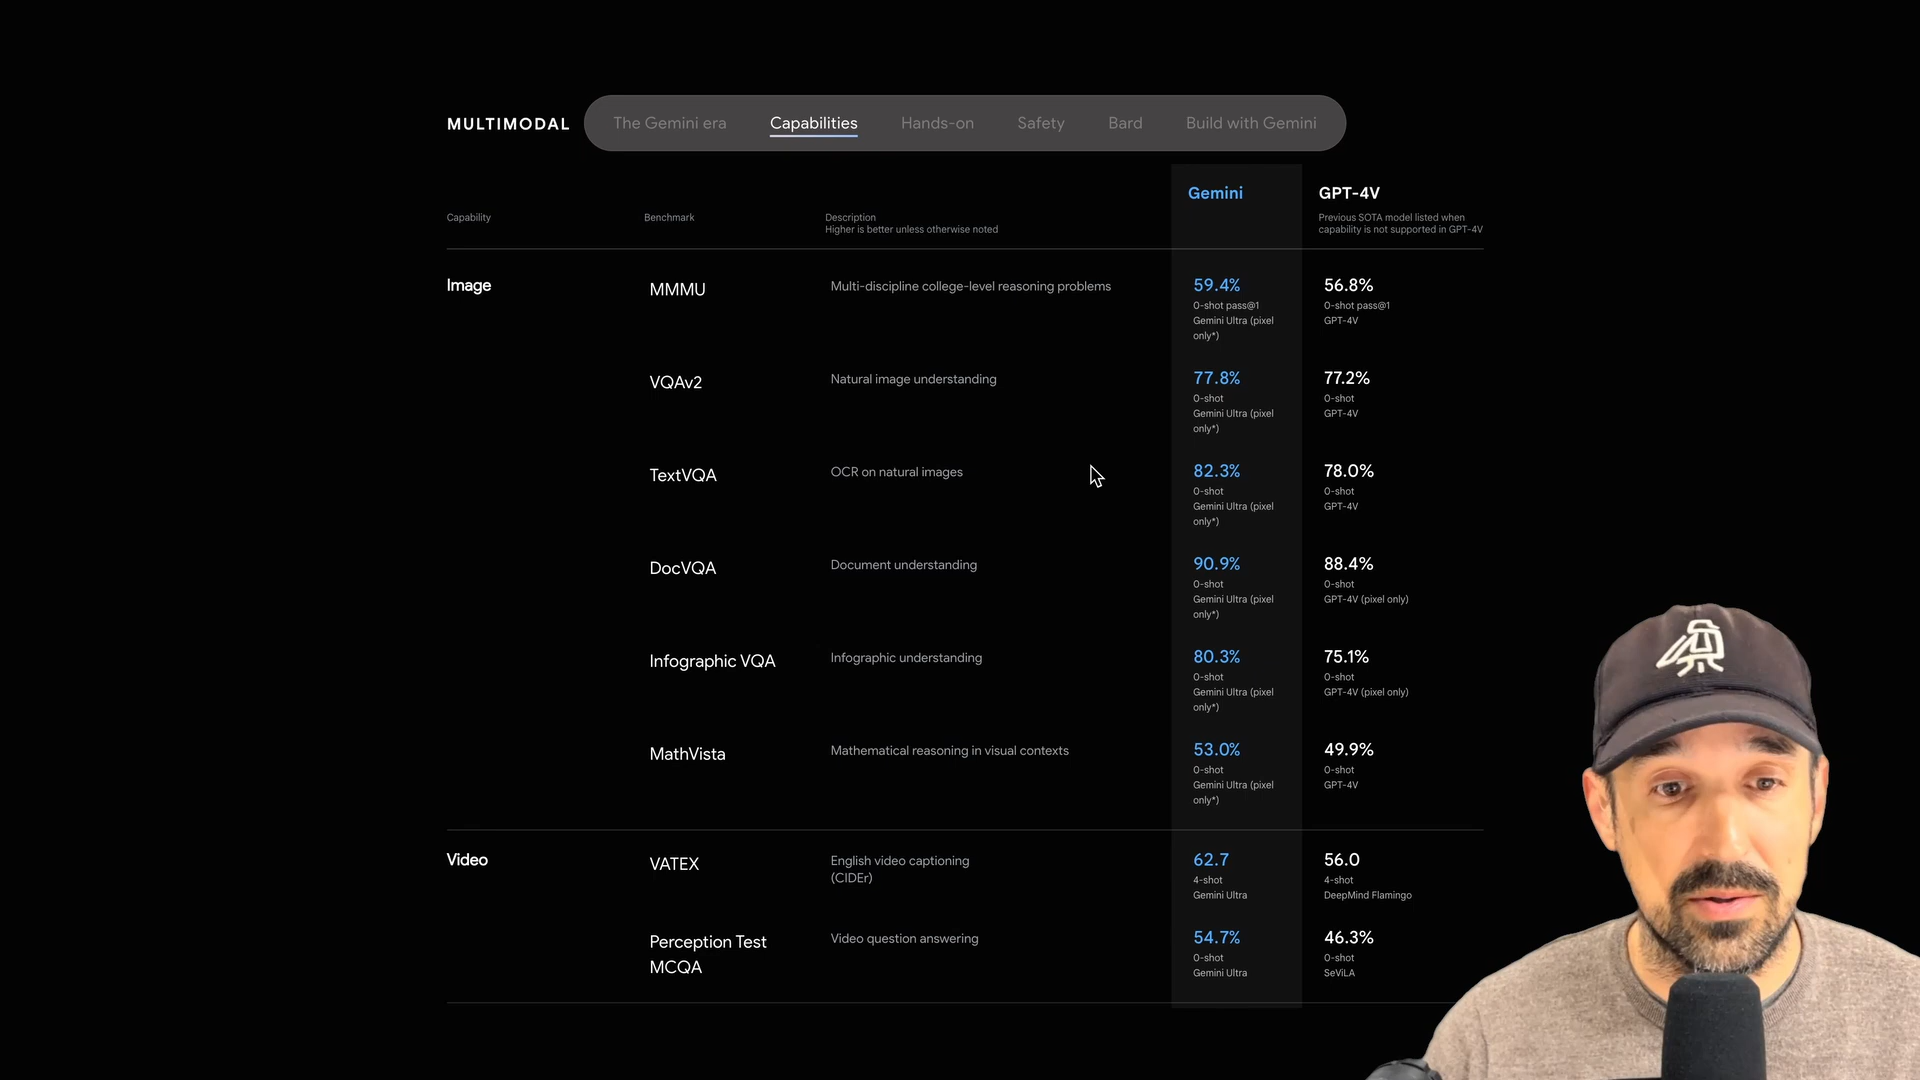 MULTIMODAL
The Gemini era
Capabilities
Hands-on
Safety
Bard
Build with Gemini
Gemini
GPT-4V
Capability
Benchmark
Description
Higher is better unless otherwise noted
Previous SOTA model listed when
capability is not supported in GPT-4V
Image
MMMU
Multi-discipline college-level reasoning problems
59.4%
0-shot pass@1
Gemini Ultra (pixel
only*)
56.8%
0-shot pass@1
GPT-4V
VQAv2
Natural image understanding
77.8%
0-shot
Gemini Ultra (pixel
only*)
77.2%
0-shot
GPT-4V
TextVQA
OCR on natural images
82.3%
0-shot
Gemini Ultra (pixel
only*)
78.0%
0-shot
GPT-4V
DocVQA
Document understanding
90.9%
0-shot
Gemini Ultra (pixel
only*)
88.4%
0-shot
GPT-4V (pixel only)
Infographic VQA
Infographic understanding
80.3%
0-shot
Gemini Ultra (pixel
only*)
75.1%
0-shot
GPT-4V (pixel only)
MathVista
Mathematical reasoning in visual contexts
53.0%
0-shot
Gemini Ultra (pixel
only*)
49.9%
0-shot
GPT-4V
Video
VATEX
English video captioning
(CIDEr)
62.7
4-shot
Gemini Ultra
56.0
4-shot
DeepMind Flamingo
Perception Test
MCQA
Video question answering
54.7%
0-shot
Gemini Ultra
46.3%
0-shot
SeViLA